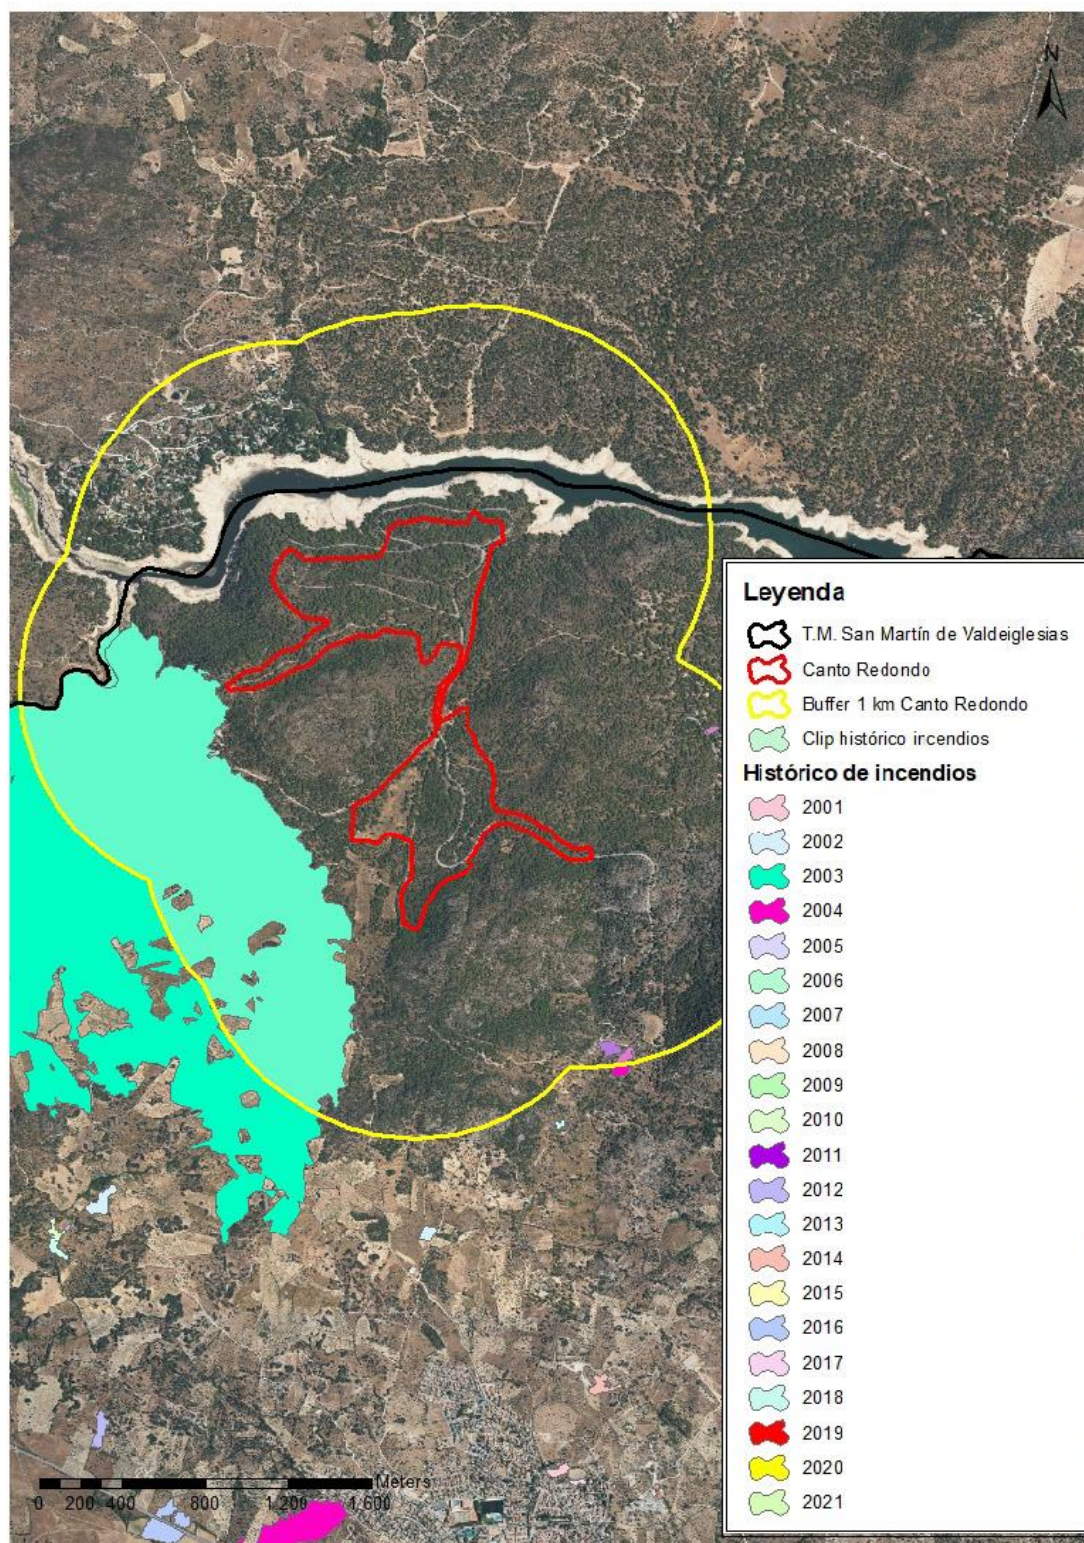 N
Leyenda
T.M. San Martín de Valdeiglesias
Canto Redondo
Buffer 1 km Canto Redondo
Clip histórico incendios
Histórico de incendios
2001
2002
2003
2004
2005
2006
2007
2008
2009
2010
2011
2012
2013
2014
2015
2016
2017
2018
2019
2020
2021
Meters
0 200 400 800 1.200 1.600